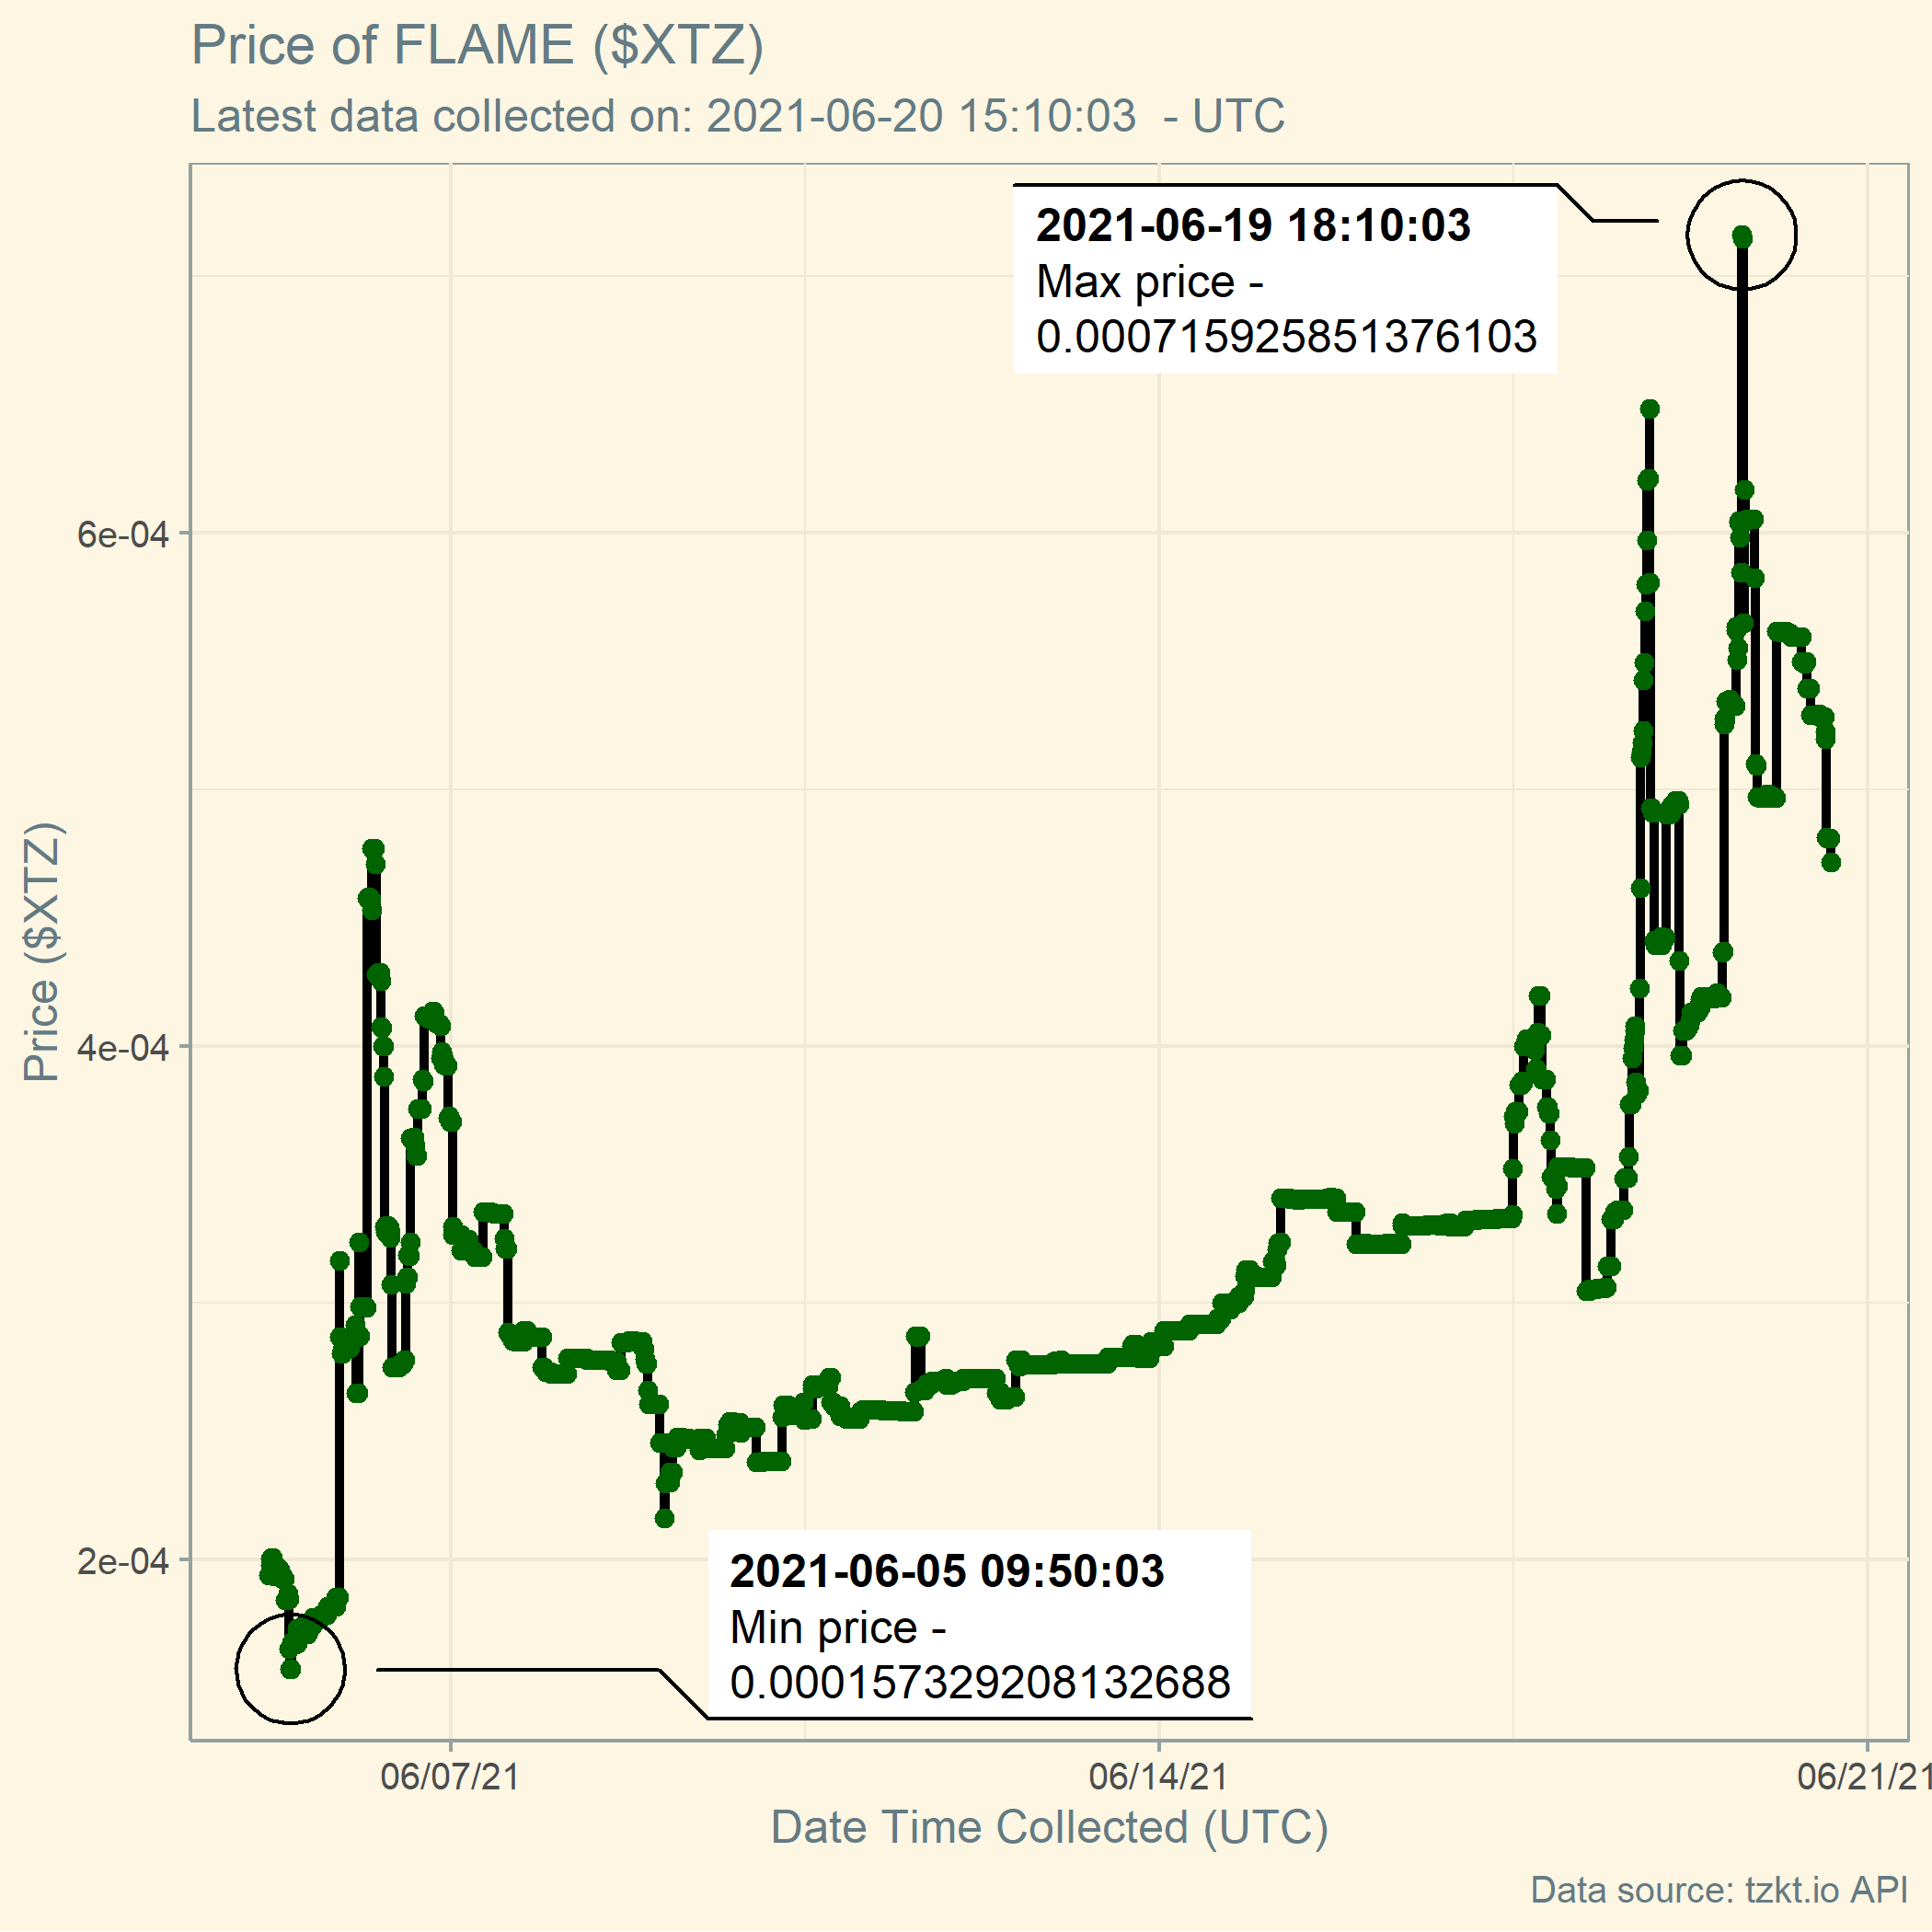 Price of FLAME ($XTZ)
Latest data collected on: 2021-06-20 15:10:03  - UTC
2021-06-19 18:10:03
Max price -
0.000715925851376103
6e-04
Price ($XTZ)
4e-04
2e-04
2021-06-05 09:50:03
Min price -
0.000157329208132688
06/07/21
06/14/21
06/21/21
Date Time Collected (UTC)
Data source: tzkt.io API